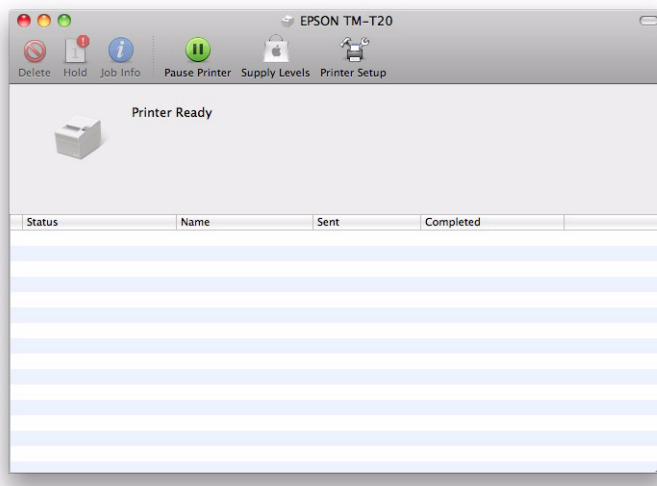 EPSON TM-T20
Delete Hold Job Info Pause Printer Supply Levels Printer Setup
Printer Ready
Status Name Sent Completed